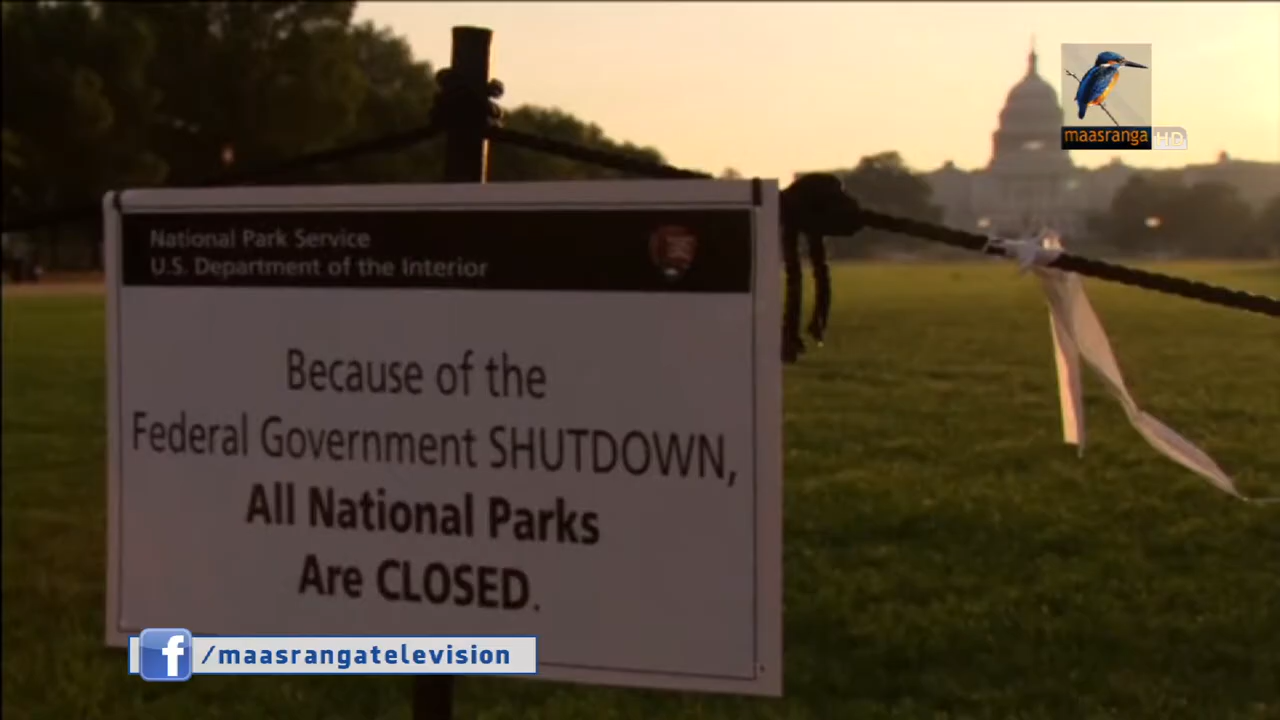 maasranga HD
National Park Service
U.S. Department of the Interior
Because of the
Federal Government SHUTDOWN,
All National Parks
Are CLOSED.
f /maasrangatelevision